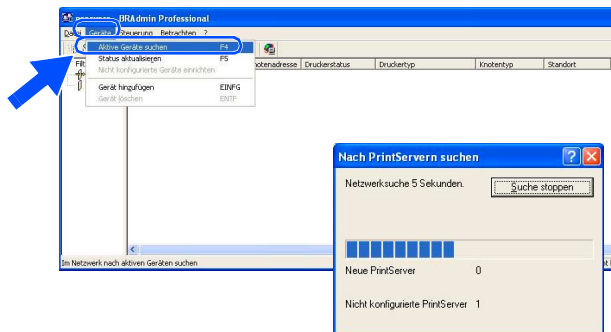 BRAdmin Professional
Datei Geräte Steuerung Betrachten ?
Aktive Geräte suchen F4
Status aktualisieren F5
Nicht konfigurierte Geräte einrichten
Gerät hinzufügen EINFG
Gerät löschen ENTF
Filt
notenadresse Druckerstatus Druckertyp Knotentyp Standort
Nach PrintServern suchen
Netzwerksuche 5 Sekunden.
Suche stoppen
Im Netzwerk nach aktiven Geräten suchen
Neue PrintServer 0
Nicht konfigurierte PrintServer 1